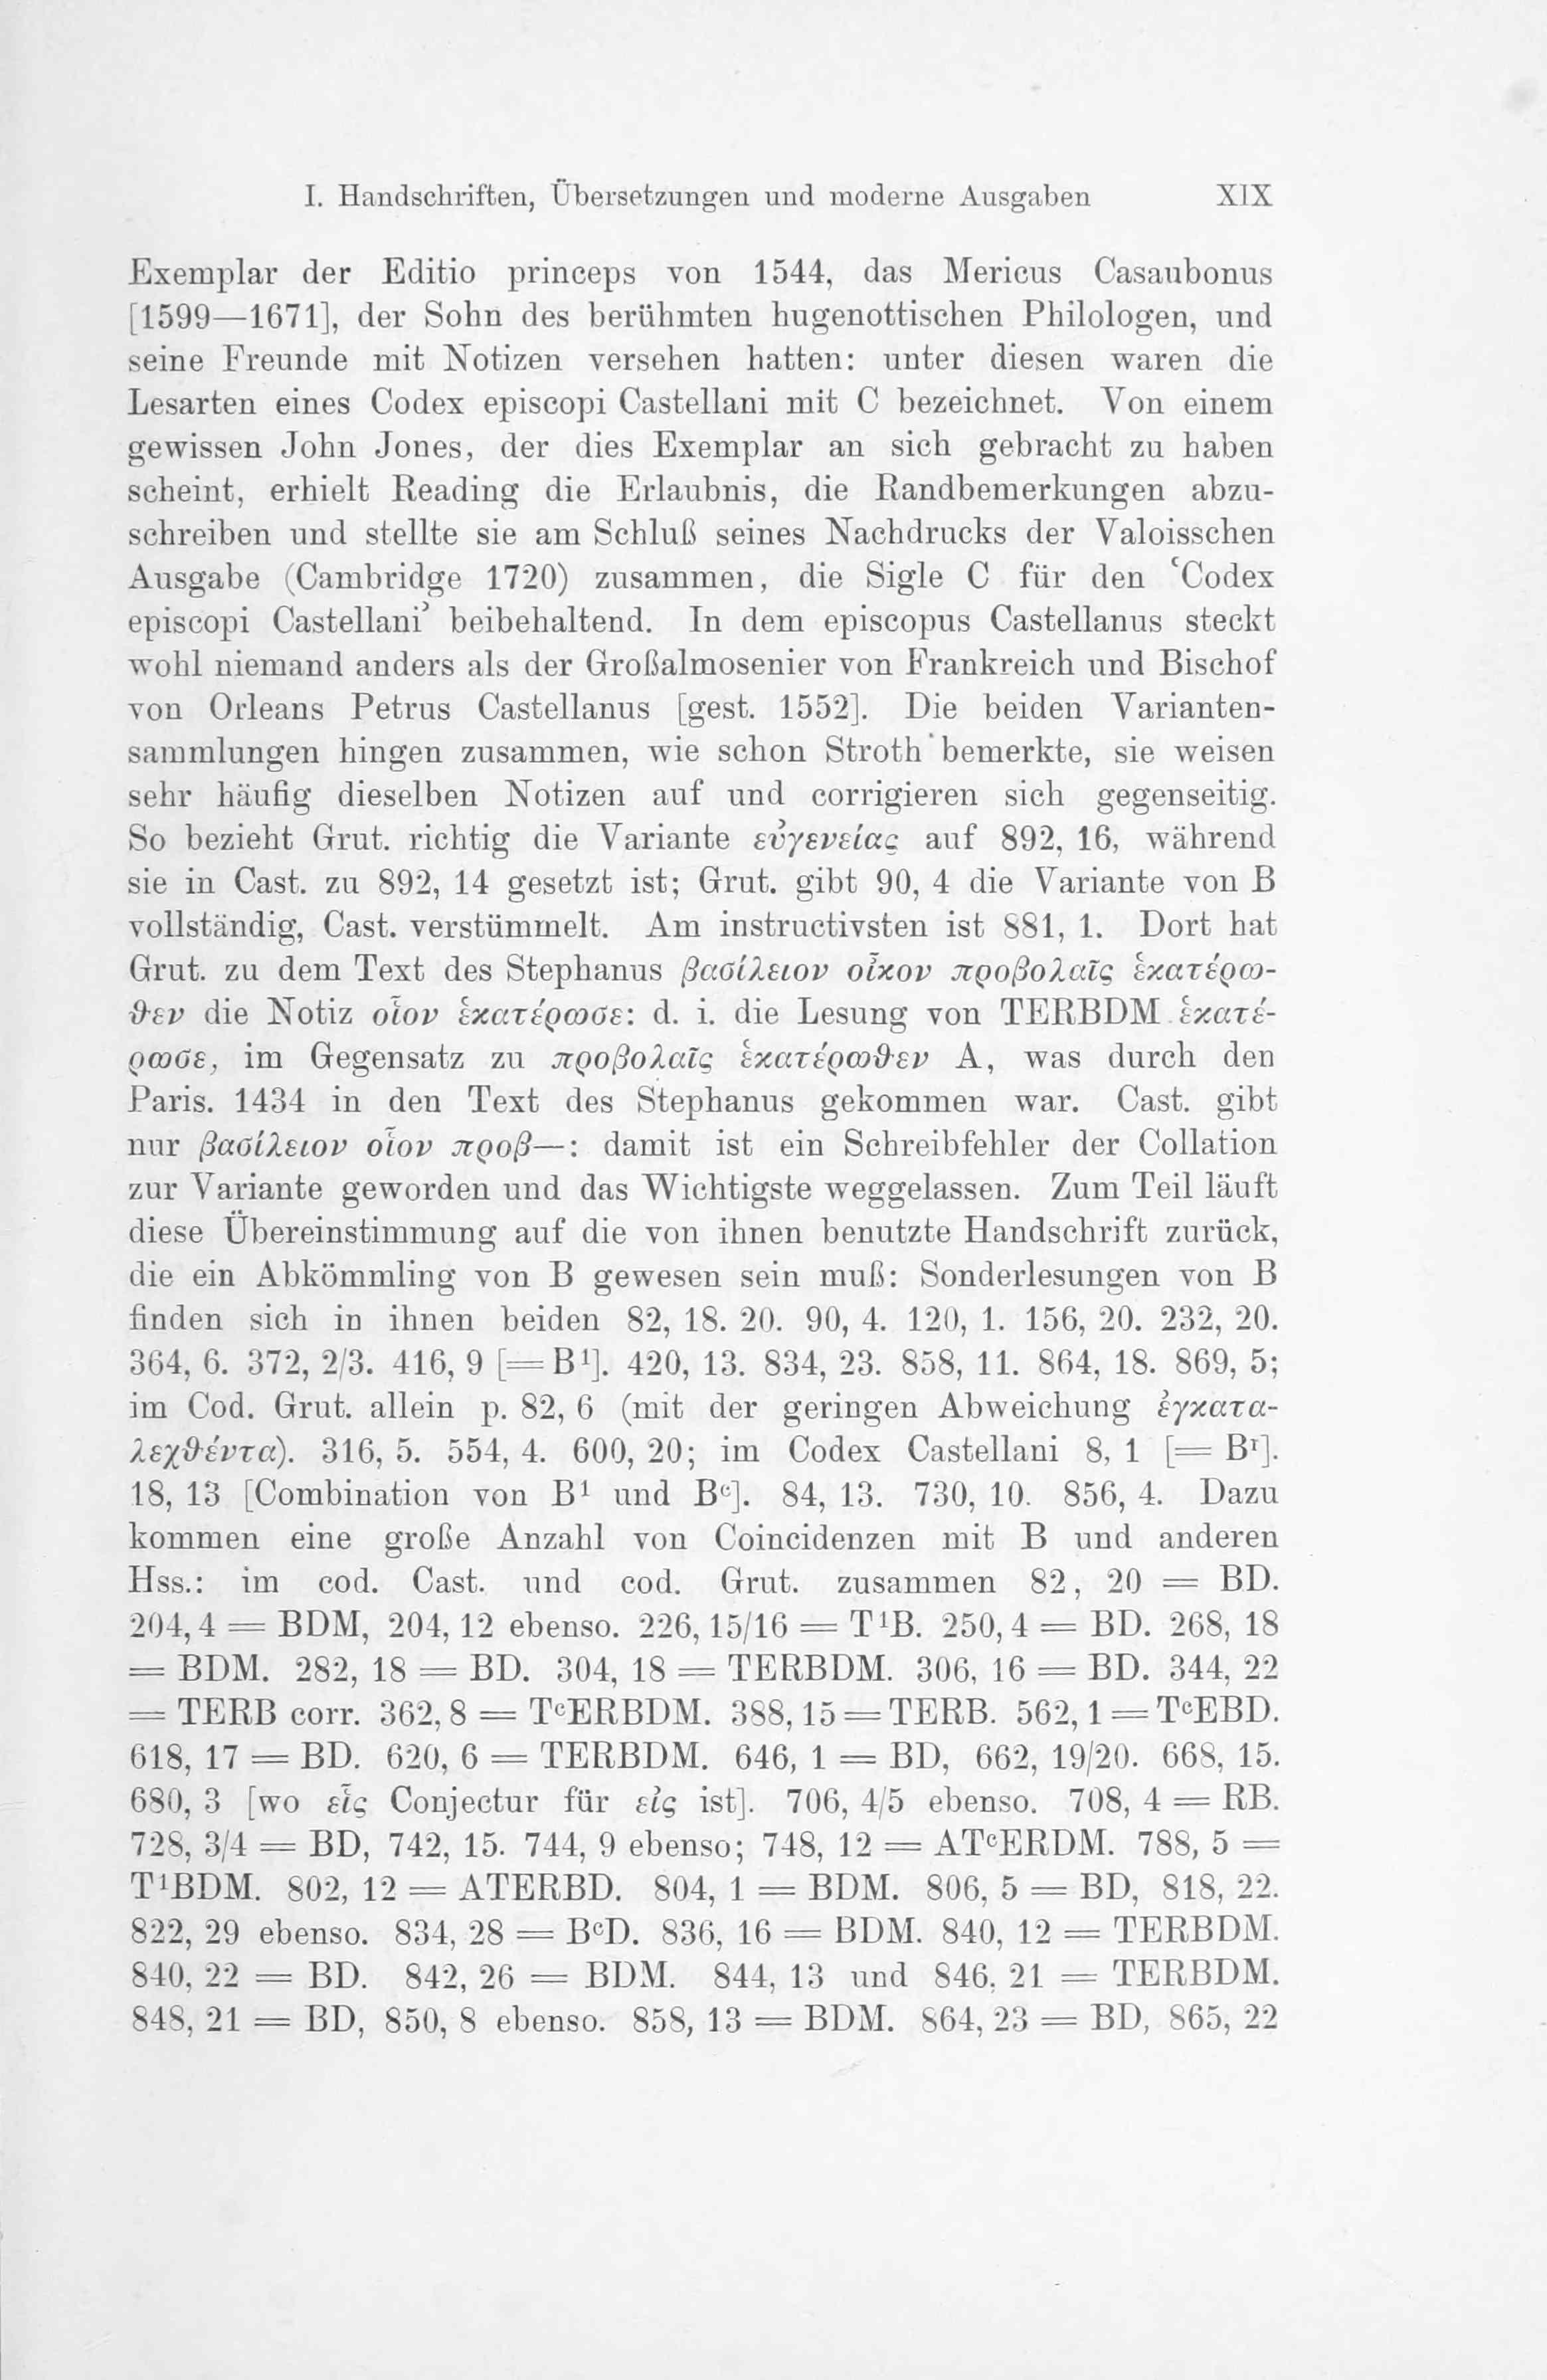 I. Handschriften, Übersetzungen und moderne Ausgaben XIX
Exemplar der Editio princeps von 1544, das Mericus Casaubonus
[1599—1671], der Sohn des berühmten hugenottischen Philologen, und
seine Freunde mit Notizen versehen hatten: unter diesen waren die
Lesarten eines Codex episcopi Castellani mit C bezeichnet. Von einem
gewissen John Jones, der dies Exemplar an sich gebracht zu haben
scheint, erhielt Reading die Erlaubnis, die Randbemerkungen abzu-
schreiben und stellte sie am Schluß seines Nachdrucks der Valoisschen
Ausgabe (Cambridge 1720) zusammen, die Sigle C für den ‘Codex
episcopi Castellani’ beibehaltend. In dem episcopus Castellanus steckt
wohl niemand anders als der Großalmosenier von Frankreich und Bischof
von Orleans Petrus Castellanus [gest. 1552]. Die beiden Varianten-
sammlungen hingen zusammen, wie schon Stroth bemerkte, sie weisen
sehr häufig dieselben Notizen auf und corrigieren sich gegenseitig.
So bezieht Grut. richtig die Variante εὐγενείας auf 892, 16, während
sie in Cast. zu 892, 14 gesetzt ist; Grut. gibt 90, 4 die Variante von B
vollständig, Cast. verstümmelt. Am instructivsten ist 881, 1. Dort hat
Grut. zu dem Text des Stephanus βασίλειον οἶκον προβολαῖς ἑκατέρω-
θεν die Notiz οἷον ἑκατέρωσε: d. i. die Lesung von TERBDM ἑκατέ-
ρωσε, im Gegensatz zu προβολαῖς ἑκατέρωθεν A, was durch den
Paris. 1434 in den Text des Stephanus gekommen war. Cast. gibt
nur βασίλειον οἷον προβ—: damit ist ein Schreibfehler der Collation
zur Variante geworden und das Wichtigste weggelassen. Zum Teil läuft
diese Übereinstimmung auf die von ihnen benutzte Handschrift zurück,
die ein Abkömmling von B gewesen sein muß: Sonderlesungen von B
finden sich in ihnen beiden 82, 18. 20. 90, 4. 120, 1. 156, 20. 232, 20.
364, 6. 372, 2/3. 416, 9 [= B¹]. 420, 13. 834, 23. 858, 11. 864, 18. 869, 5;
im Cod. Grut. allein p. 82, 6 (mit der geringen Abweichung ἐγκατα-
λεχθέντα). 316, 5. 554, 4. 600, 20; im Codex Castellani 8, 1 [= Bʳ].
18, 13 [Combination von B¹ und Bᶜ]. 84, 13. 730, 10. 856, 4. Dazu
kommen eine große Anzahl von Coincidenzen mit B und anderen
Hss.: im cod. Cast. und cod. Grut. zusammen 82, 20 = BD.
204, 4 = BDM, 204, 12 ebenso. 226, 15/16 = T¹B. 250, 4 = BD. 268, 18
= BDM. 282, 18 = BD. 304, 18 = TERBDM. 306, 16 = BD. 344, 22
= TERB corr. 362, 8 = TᶜERBDM. 388, 15 = TERB. 562, 1 = TᶜEBD.
618, 17 = BD. 620, 6 = TERBDM. 646, 1 = BD, 662, 19/20. 668, 15.
680, 3 [wo εἷς Conjectur für εἰς ist]. 706, 4/5 ebenso. 708, 4 = RB.
728, 3/4 = BD, 742, 15. 744, 9 ebenso; 748, 12 = ATᶜERDM. 788, 5 =
T¹BDM. 802, 12 = ATERBD. 804, 1 = BDM. 806, 5 = BD, 818, 22.
822, 29 ebenso. 834, 28 = BᶜD. 836, 16 = BDM. 840, 12 = TERBDM.
840, 22 = BD. 842, 26 = BDM. 844, 13 und 846, 21 = TERBDM.
848, 21 = BD, 850, 8 ebenso. 858, 13 = BDM. 864, 23 = BD, 865, 22